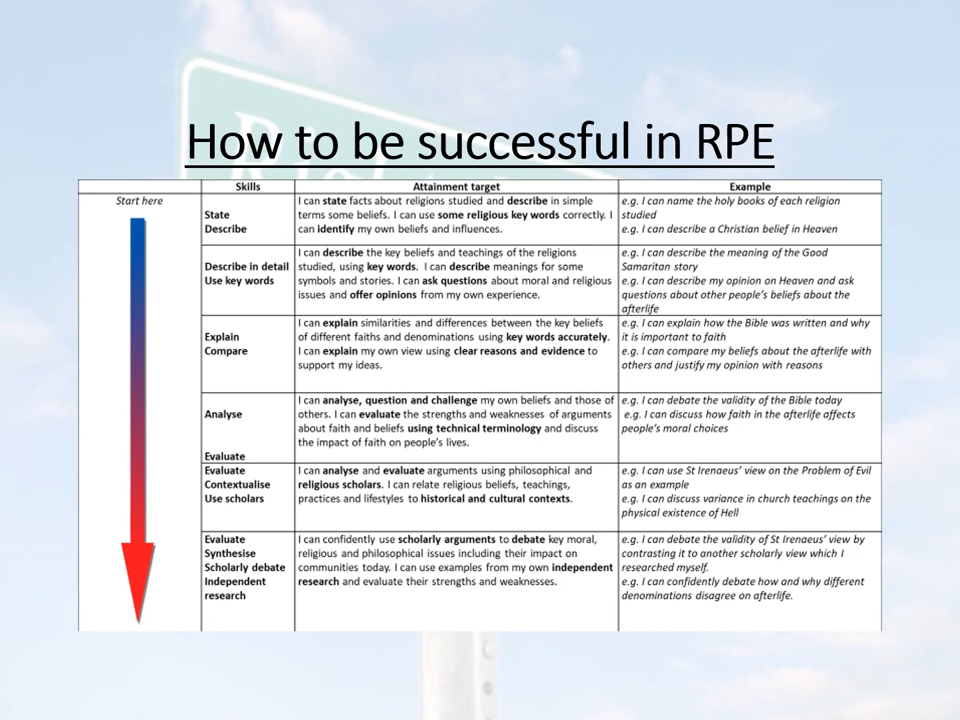 How to be successful in RPE
Skills Attainment target Example
Start here
State
Describe
I can state facts about religions studied and describe in simple
terms some beliefs. I can use some religious key words correctly. I
can identify my own beliefs and influences.
e.g. I can name the holy books of each religion
studied
e.g. I can describe a Christian belief in Heaven
Describe in detail
Use key words
I can describe the key beliefs and teachings of the religions
studied, using key words. I can describe meanings for some
symbols and stories. I can ask questions about moral and religious
issues and offer opinions from my own experience.
e.g. I can describe the meaning of the Good
Samaritan story
e.g. I can describe my opinion on Heaven and ask
questions about other people's beliefs about the
afterlife
Explain
Compare
I can explain similarities and differences between the key beliefs
of different faiths and denominations using key words accurately.
I can explain my own view using clear reasons and evidence to
support my ideas.
e.g. I can explain how the Bible was written and why
it is important to faith
e.g. I can compare my beliefs about the afterlife with
others and justify my opinion with reasons
Analyse
Evaluate
I can analyse, question and challenge my own beliefs and those of
others. I can evaluate the strengths and weaknesses of arguments
about faith and beliefs using technical terminology and discuss
the impact of faith on people's lives.
e.g. I can debate the validity of the Bible today
e.g. I can discuss how faith in the afterlife affects
people's moral choices
Evaluate
Contextualise
Use scholars
I can analyse and evaluate arguments using philosophical and
religious scholars. I can relate religious beliefs, teachings,
practices and lifestyles to historical and cultural contexts.
e.g. I can use St Irenaeus' view on the Problem of Evil
as an example
e.g. I can discuss variance in church teachings on the
physical existence of Hell
Evaluate
Synthesise
Scholarly debate
Independent
research
I can confidently use scholarly arguments to debate key moral,
religious and philosophical issues including their impact on
communities today. I can use examples from my own independent
research and evaluate their strengths and weaknesses.
e.g. I can debate the validity of St Irenaeus' view by
contrasting it to another scholarly view which I
researched myself.
e.g. I can confidently debate how and why different
denominations disagree on afterlife.